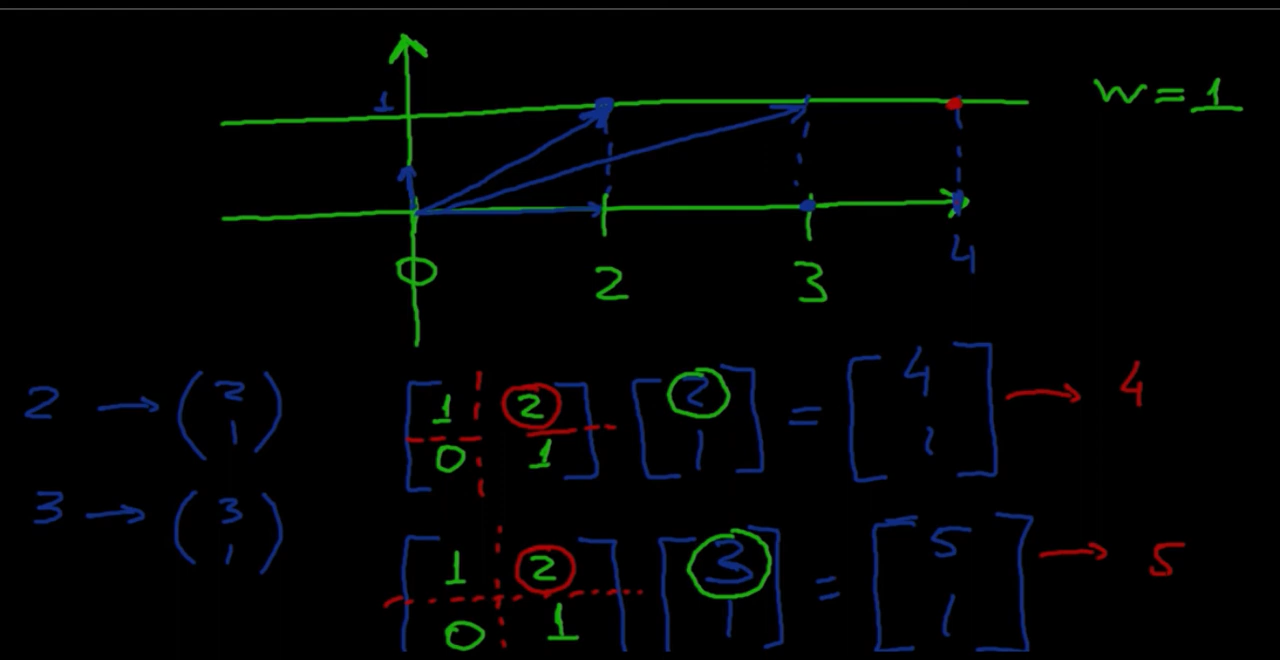 1
w = 1
0 2 3 4
2 → (2 1) [1 2 0 1] [2 1] = [4 1] → 4
3 → (3 1) [1 2 0 1] [3 1] = [5 1] → 5